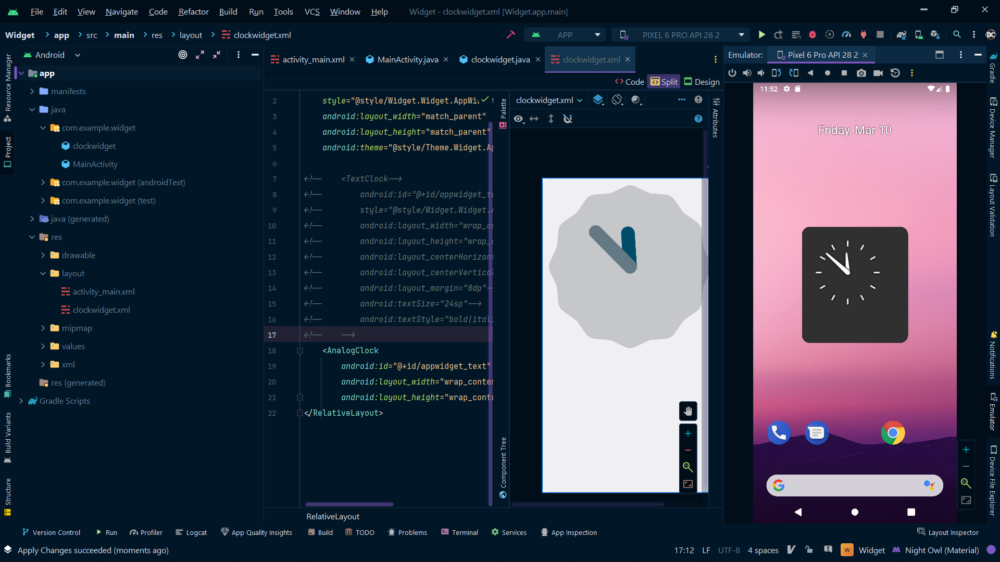 File Edit View Navigate Code Refactor Build Run Tools VCS Window Help Widget - clockwidget.xml [Widget.app.main]
Widget app src main res layout clockwidget.xml APP PIXEL 6 PRO API 28 2
Android
app
manifests
java
com.example.widget
clockwidget
MainActivity
com.example.widget (androidTest)
com.example.widget (test)
java (generated)
res
drawable
layout
activity_main.xml
clockwidget.xml
mipmap
values
xml
res (generated)
Gradle Scripts
Resource Manager
Project
Bookmarks
Build Variants
Structure
activity_main.xml MainActivity.java clockwidget.java clockwidget.xml
Code Split Design
2 style="@style/Widget.Widget.AppWi
3 android:layout_width="match_parent"
4 android:layout_height="match_parent"
5 android:theme="@style/Theme.Widget.Ap
6
7 <!-- <TextClock-->
8 <!-- android:id="@+id/appwidget_te
9 <!-- style="@style/Widget.Widget.A
10 <!-- android:layout_width="wrap_co
11 <!-- android:layout_height="wrap_c
12 <!-- android:layout_centerHorizont
13 <!-- android:layout_centerVertical
14 <!-- android:layout_margin="8dp"--
15 <!-- android:textSize="24sp"-->
16 <!-- android:textStyle="bold|itali
17 <!-- -->
18 <AnalogClock
19 android:id="@+id/appwidget_text"
20 android:layout_width="wrap_conten
21 android:layout_height="wrap_conte
22 </RelativeLayout>
RelativeLayout
Palette
Component Tree
clockwidget.xml
Attributes
Emulator: Pixel 6 Pro API 28 2
11:52
Friday, Mar 10
Gradle
Device Manager
Layout Validation
Notifications
Emulator
Device File Explorer
Version Control Run Profiler Logcat App Quality Insights Build TODO Problems Terminal Services App Inspection Layout Inspector
Apply Changes succeeded (moments ago) 17:12 LF UTF-8 4 spaces W Widget Night Owl (Material)